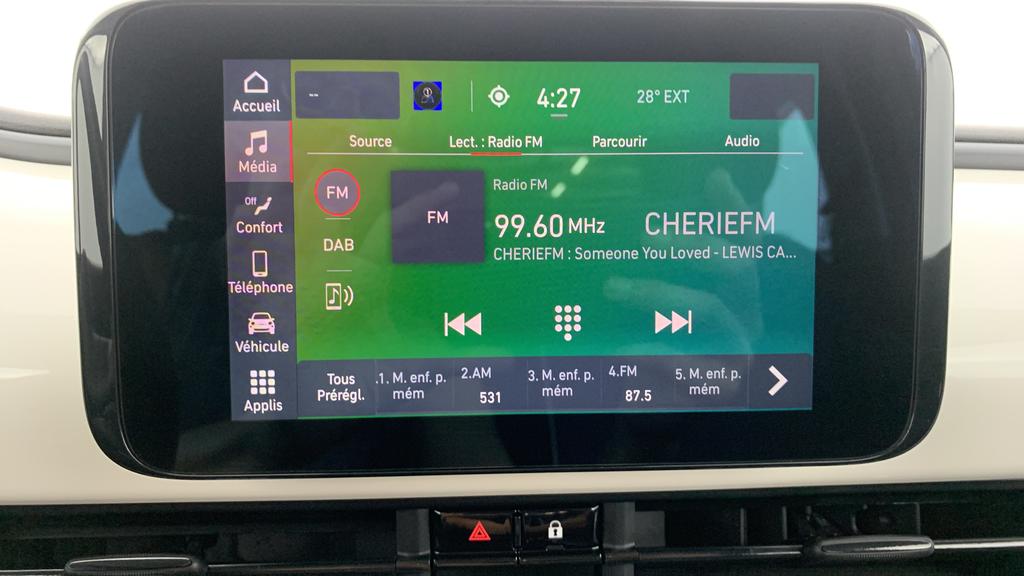 Accueil
4:27
28° EXT
Source
Lect. : Radio FM
Parcourir
Audio
Média
FM
FM
Radio FM
99.60 MHz
CHERIEFM
CHERIEFM : Someone You Loved - LEWIS CA...
Off
Confort
DAB
Téléphone
Véhicule
Applis
Tous
Prérégl.
.1. M. enf. p.
mém
2.AM
531
3. M. enf. p.
mém
4.FM
87.5
5. M. enf. p.
mém